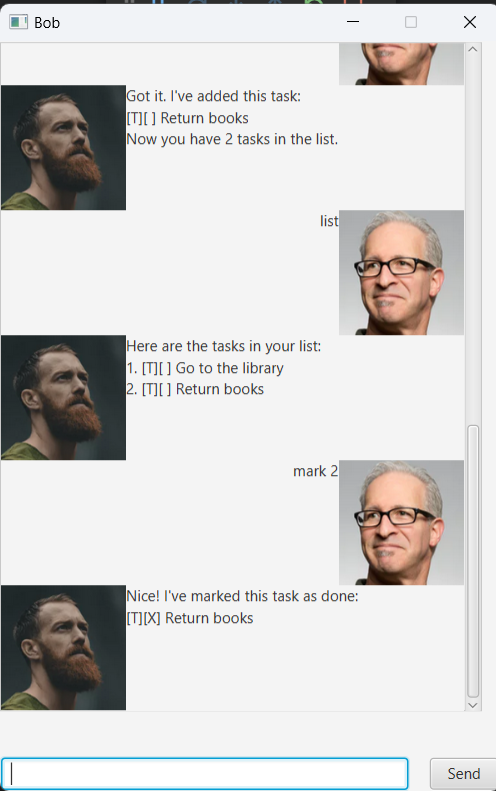 Bob
Got it. I've added this task:
[T][ ] Return books
Now you have 2 tasks in the list.
list
Here are the tasks in your list:
1. [T][ ] Go to the library
2. [T][ ] Return books
mark 2
Nice! I've marked this task as done:
[T][X] Return books
Send